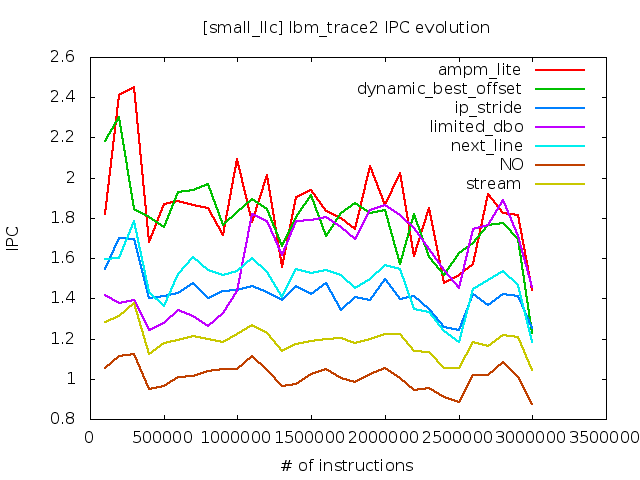 [small_llc] lbm_trace2 IPC evolution
2.6
2.4
2.2
2
1.8
1.6
1.4
1.2
1
0.8
IPC
ampm_lite
dynamic_best_offset
ip_stride
limited_dbo
next_line
NO
stream
0 500000 1000000 1500000 2000000 2500000 3000000 3500000
# of instructions